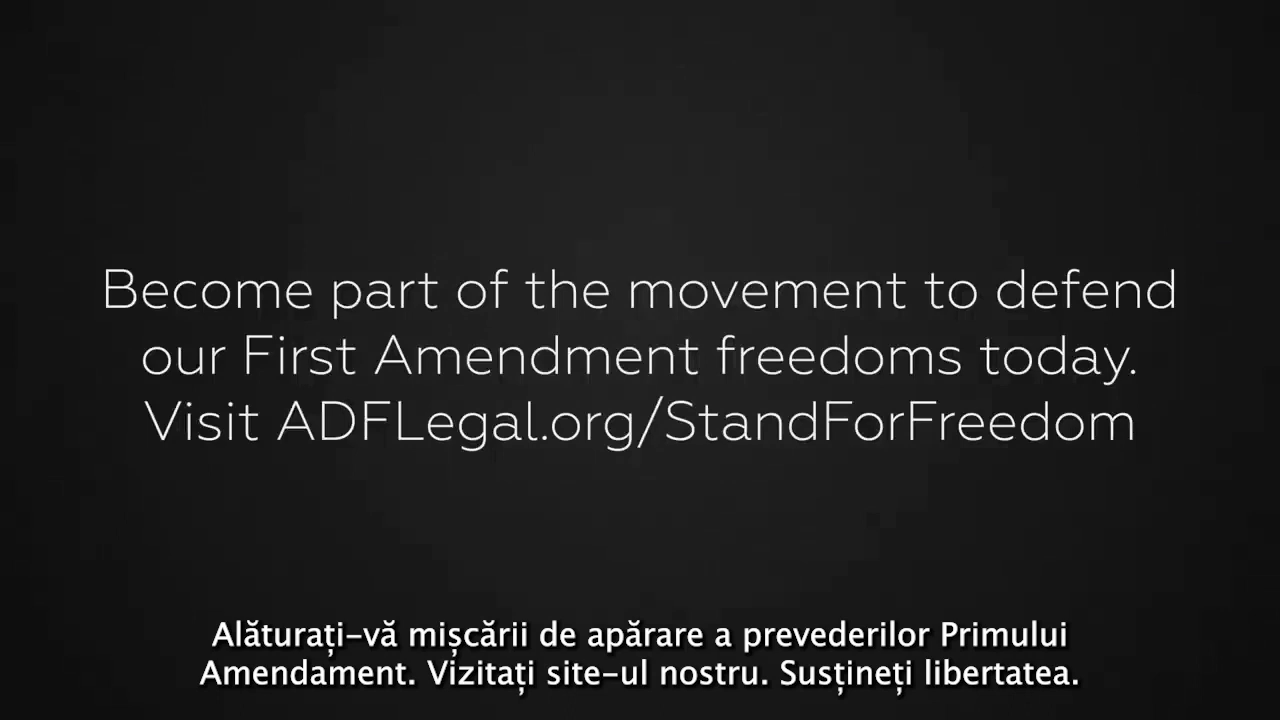 Become part of the movement to defend
our First Amendment freedoms today.
Visit ADFLegal.org/StandForFreedom
Alăturați-vă mișcării de apărare a prevederilor Primului
Amendament. Vizitați site-ul nostru. Susțineți libertatea.